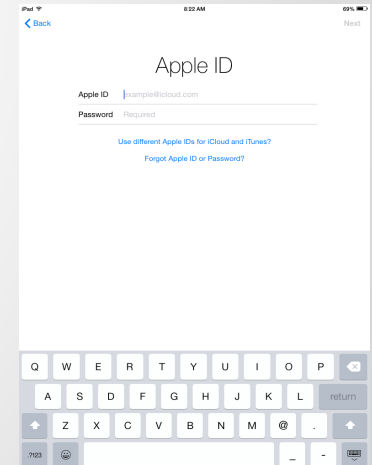 iPad 8:22 AM 69%
Back Next
Apple ID
Apple ID example@icloud.com
Password Required
Use different Apple IDs for iCloud and iTunes?
Forgot Apple ID or Password?
Q W E R T Y U I O P
A S D F G H J K L return
Z X C V B N M @ .
.?123 _ -